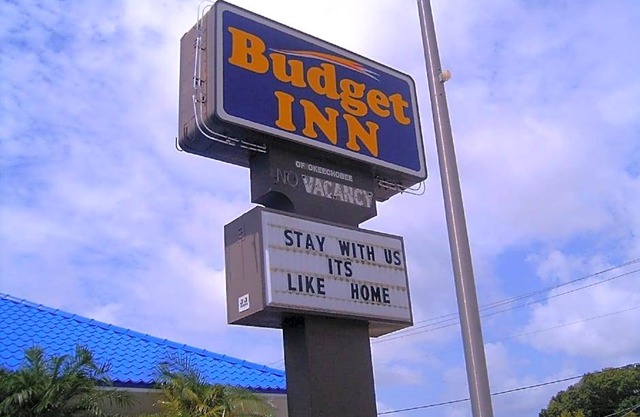 Budget
INN
OF OKEECHOBEE
NO VACANCY
STAY WITH US
ITS
LIKE HOME